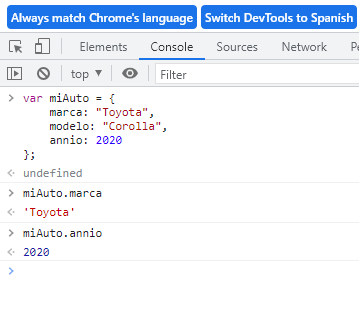 Always match Chrome's language Switch DevTools to Spanish
Elements Console Sources Network
top Filter
var miAuto = {
marca: "Toyota",
modelo: "Corolla",
annio: 2020
};
undefined
miAuto.marca
'Toyota'
miAuto.annio
2020